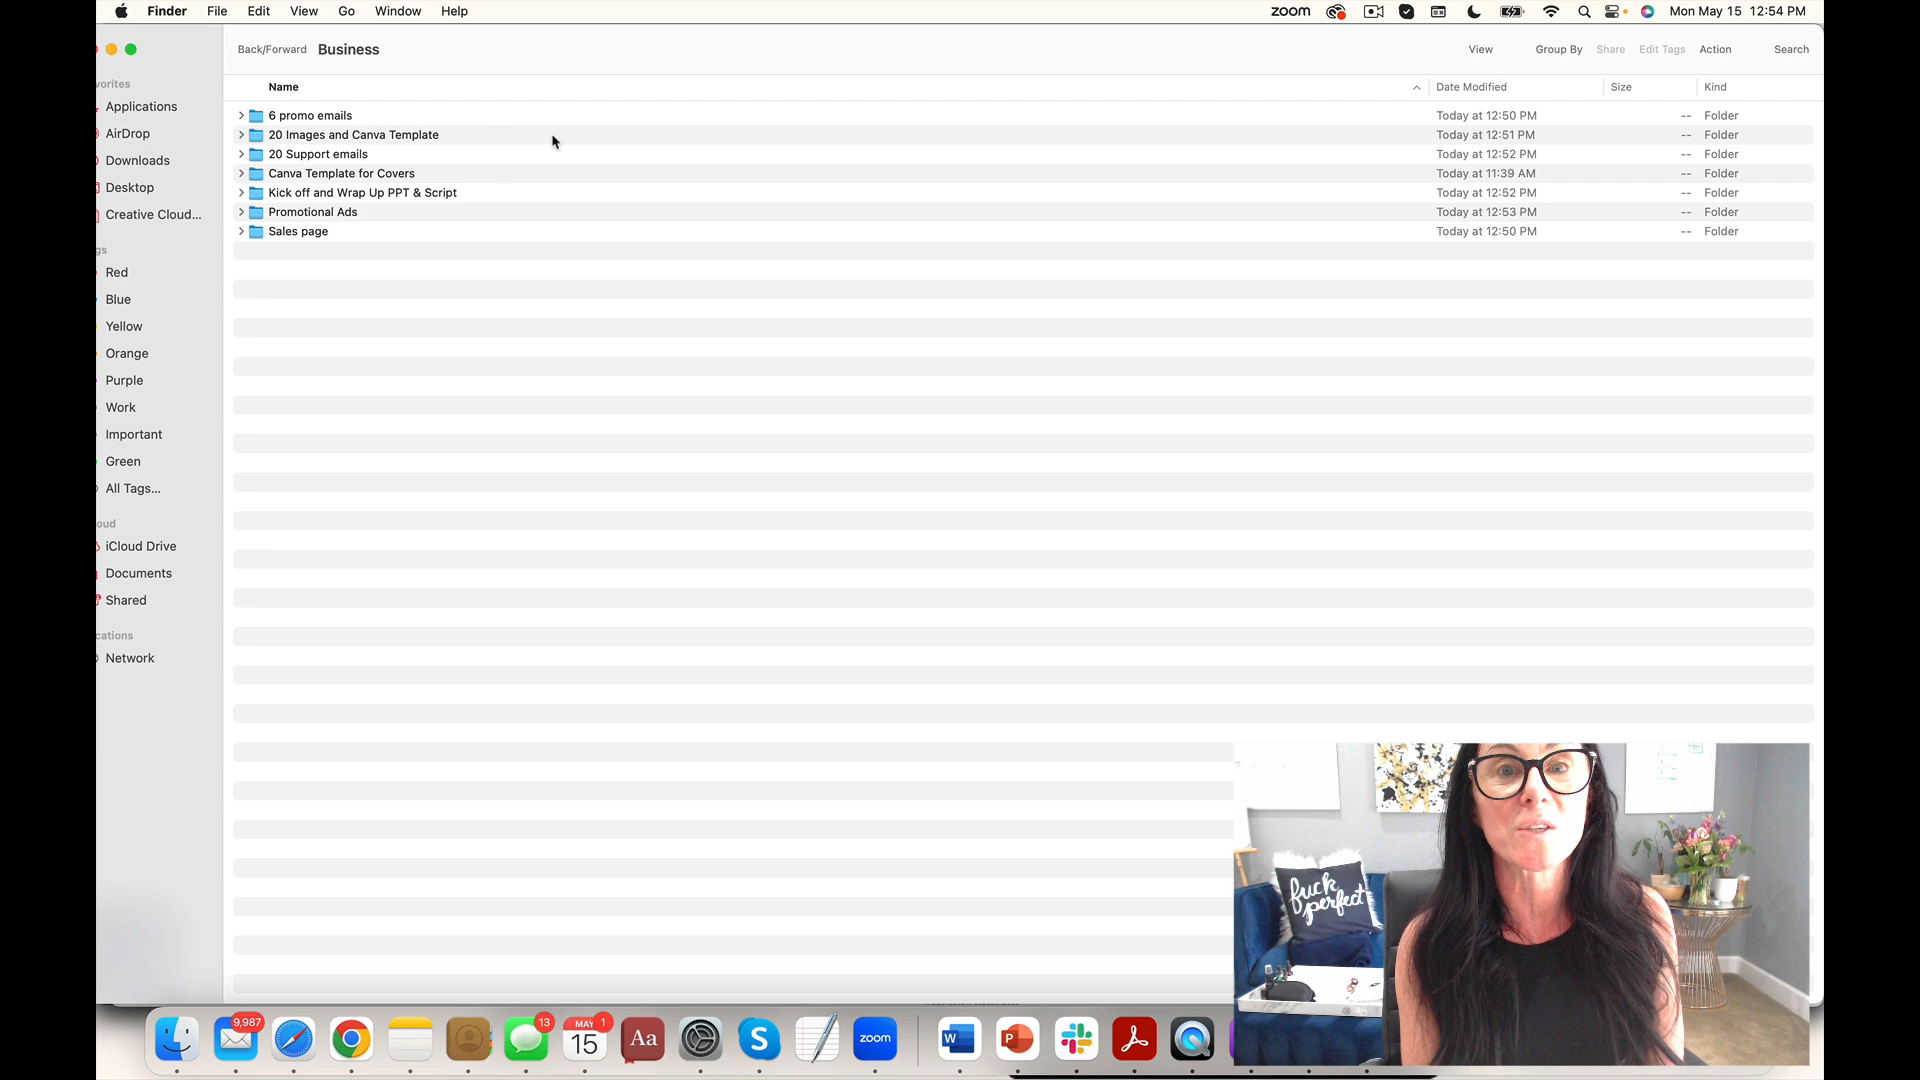 Finder File Edit View Go Window Help
zoom Mon May 15 12:54 PM
Back/Forward Business View Group By Share Edit Tags Action Search
Name Date Modified Size Kind
6 promo emails Today at 12:50 PM -- Folder
20 Images and Canva Template Today at 12:51 PM -- Folder
20 Support emails Today at 12:52 PM -- Folder
Canva Template for Covers Today at 11:39 AM -- Folder
Kick off and Wrap Up PPT & Script Today at 12:52 PM -- Folder
Promotional Ads Today at 12:53 PM -- Folder
Sales page Today at 12:50 PM -- Folder
vorites
Applications
AirDrop
Downloads
Desktop
Creative Cloud...
gs
Red
Blue
Yellow
Orange
Purple
Work
Important
Green
All Tags...
oud
iCloud Drive
Documents
Shared
cations
Network
fuck
perfect
9,987
13
MAY 1
15
Aa
S
zoom
W
P